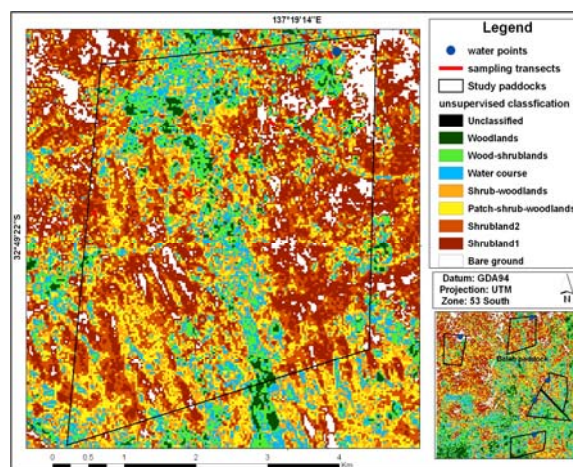 137°19'14"E
32°49'22"S
Legend
water points
sampling transects
Study paddocks
unsupervised classfication
Unclassified
Woodlands
Wood-shrublands
Water course
Shrub-woodlands
Patch-shrub-woodlands
Shrubland2
Shrubland1
Bare ground
Datum: GDA94
Projection: UTM
Zone: 53 South
N
paddock
0 0.5 1 2 3 4
Km